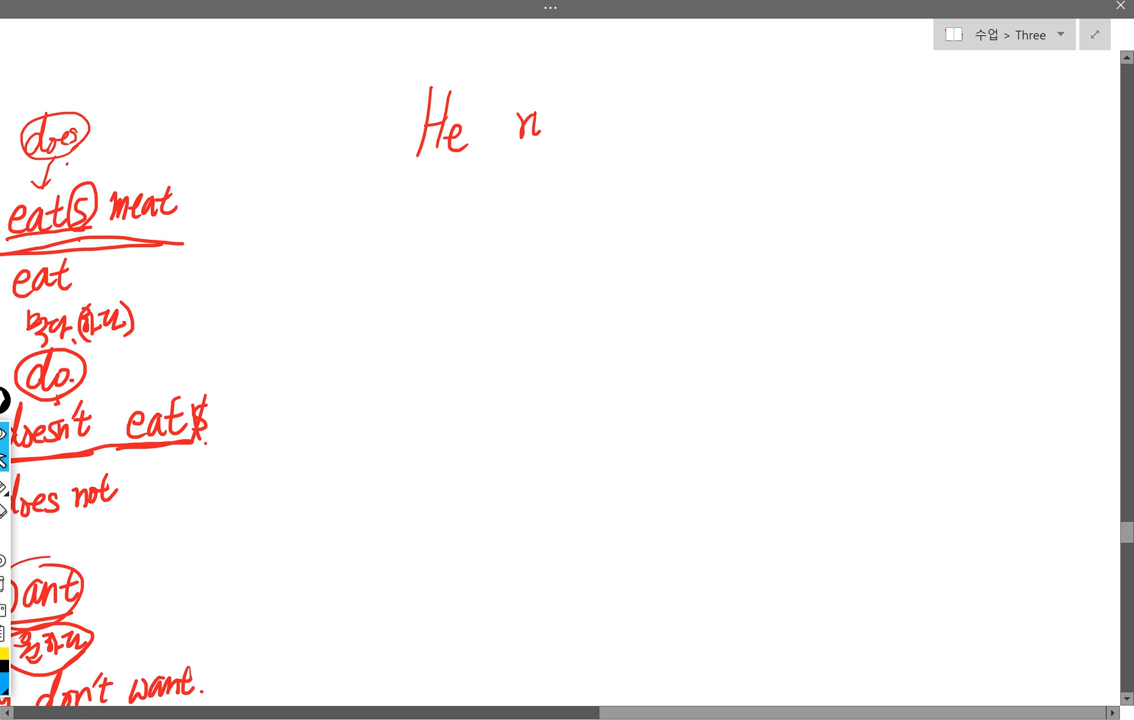 수업 > Three
He n
does
eat(s) meat
eat
먹다.(하다)
do.
doesn't eats.
does not
want
원하다
don't want.